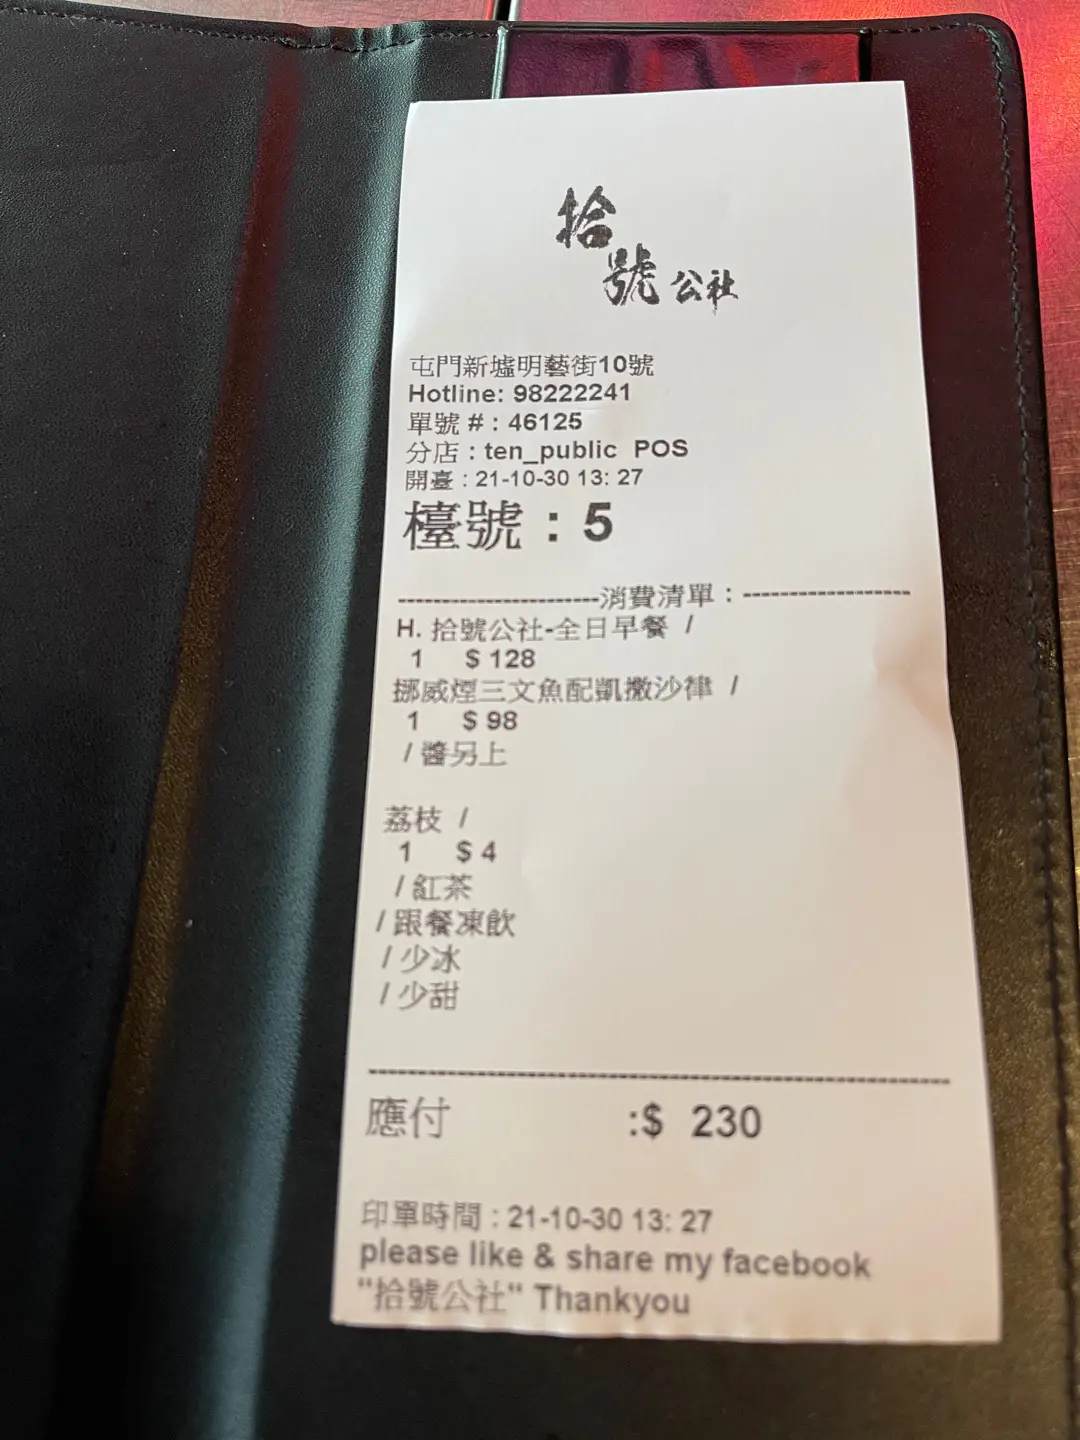 拾
號公社
屯門新墟明藝街10號
Hotline: 98222241
單號 # : 46125
分店 : ten_public POS
開臺 : 21-10-30 13: 27
檯號 : 5
-----------------------消費清單 : -------------------
H. 拾號公社-全日早餐 /
1 $ 128
挪威煙三文魚配凱撒沙律 /
1 $ 98
/ 醬另上
荔枝 /
1 $ 4
/ 紅茶
/ 跟餐凍飲
/ 少冰
/ 少甜
應付 :$ 230
印單時間 : 21-10-30 13: 27
please like & share my facebook
"拾號公社" Thankyou